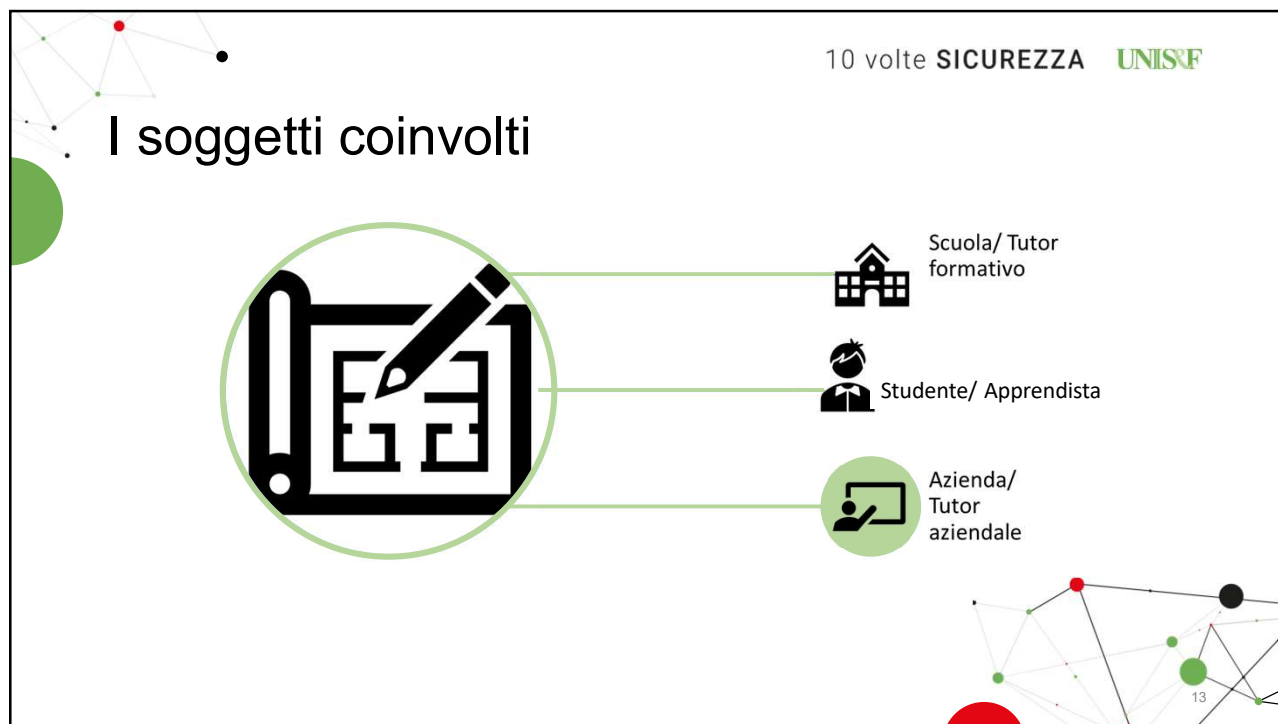 10 volte SICUREZZA UNIS&F
I soggetti coinvolti
Scuola/ Tutor
formativo
Studente/ Apprendista
Azienda/
Tutor
aziendale
13